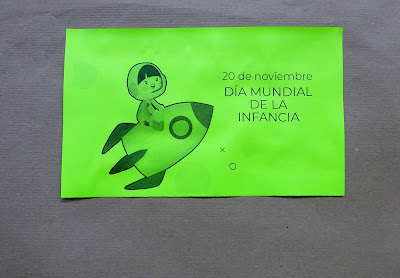 20 de noviembre
DÍA MUNDIAL
DE LA
INFANCIA